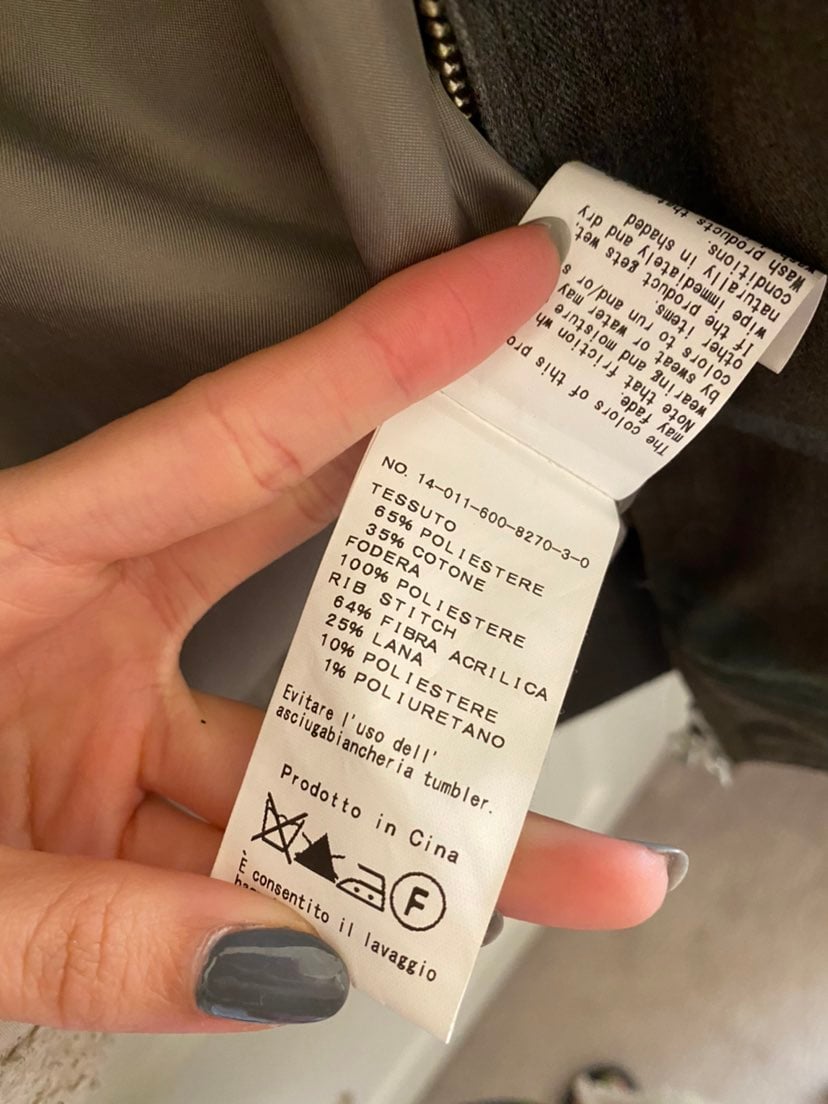 The colors of this
may fade.
Note that friction
wearing and moisture
by sweat or water may
colors to run and/or
other items.
If the product gets wet,
wipe immediately and dry
naturally in shaded
conditions.
wash products
NO. 14-011-600-8270-3-0
TESSUTO
65% POLIESTERE
35% COTONE
FODERA
100% POLIESTERE
RIB STITCH
64% FIBRA ACRILICA
25% LANA
10% POLIESTERE
1% POLIURETANO
Evitare l'uso dell'
asciugabiancheria tumbler.
Prodotto in Cina
F
È consentito il lavaggio